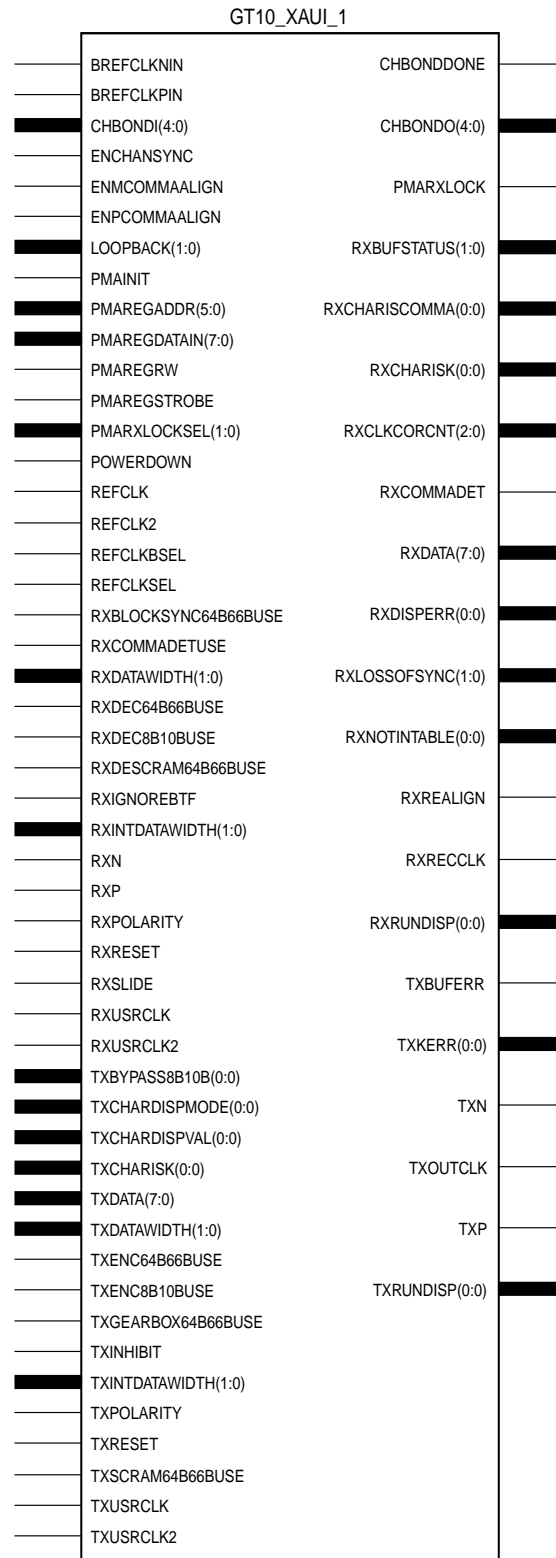 GT10_XAUI_1
BREFCLKNIN
BREFCLKPIN
CHBONDI(4:0)
ENCHANSYNC
ENMCOMMAALIGN
ENPCOMMAALIGN
LOOPBACK(1:0)
PMAINIT
PMAREGADDR(5:0)
PMAREGDATAIN(7:0)
PMAREGRW
PMAREGSTROBE
PMARXLOCKSEL(1:0)
POWERDOWN
REFCLK
REFCLK2
REFCLKBSEL
REFCLKSEL
RXBLOCKSYNC64B66BUSE
RXCOMMADETUSE
RXDATAWIDTH(1:0)
RXDEC64B66BUSE
RXDEC8B10BUSE
RXDESCRAM64B66BUSE
RXIGNOREBTF
RXINTDATAWIDTH(1:0)
RXN
RXP
RXPOLARITY
RXRESET
RXSLIDE
RXUSRCLK
RXUSRCLK2
TXBYPASS8B10B(0:0)
TXCHARDISPMODE(0:0)
TXCHARDISPVAL(0:0)
TXCHARISK(0:0)
TXDATA(7:0)
TXDATAWIDTH(1:0)
TXENC64B66BUSE
TXENC8B10BUSE
TXGEARBOX64B66BUSE
TXINHIBIT
TXINTDATAWIDTH(1:0)
TXPOLARITY
TXRESET
TXSCRAM64B66BUSE
TXUSRCLK
TXUSRCLK2
CHBONDDONE
CHBONDO(4:0)
PMARXLOCK
RXBUFSTATUS(1:0)
RXCHARISCOMMA(0:0)
RXCHARISK(0:0)
RXCLKCORCNT(2:0)
RXCOMMADET
RXDATA(7:0)
RXDISPERR(0:0)
RXLOSSOFSYNC(1:0)
RXNOTINTABLE(0:0)
RXREALIGN
RXRECCLK
RXRUNDISP(0:0)
TXBUFERR
TXKERR(0:0)
TXN
TXOUTCLK
TXP
TXRUNDISP(0:0)